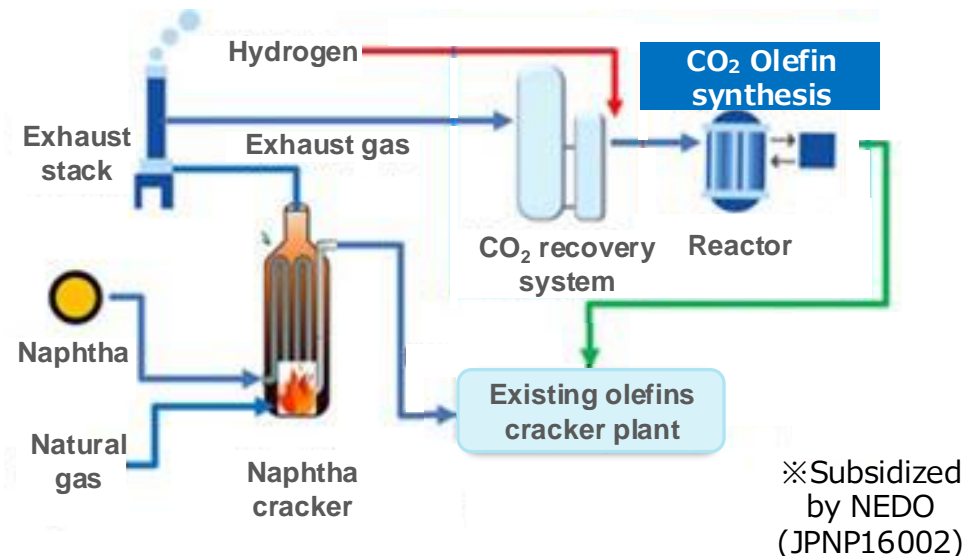 Hydrogen
CO₂ Olefin
synthesis
Exhaust
stack
Exhaust gas
CO₂ recovery
system
Reactor
Naphtha
Existing olefins
cracker plant
Natural
gas
Naphtha
cracker
※Subsidized
by NEDO
(JPNP16002)